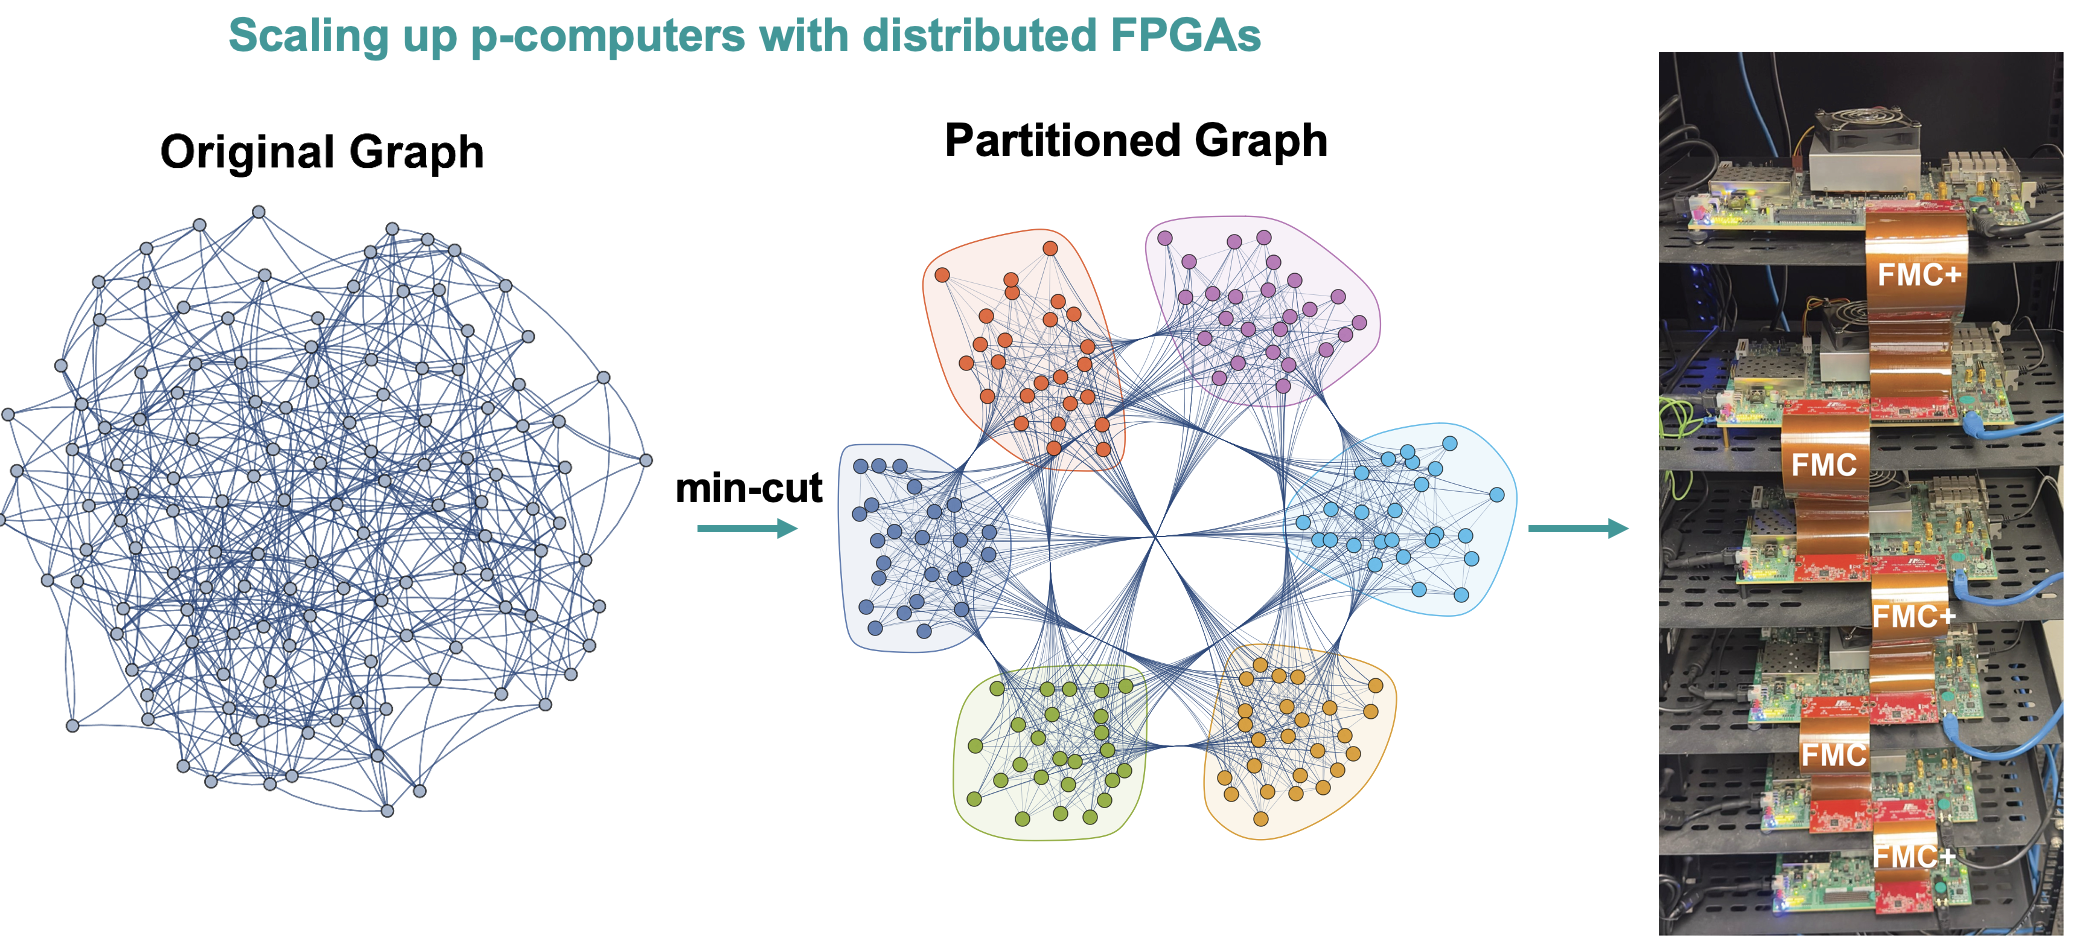 Scaling up p-computers with distributed FPGAs
Original Graph
Partitioned Graph
min-cut
FMC+
FMC
FMC+
FMC
FMC+